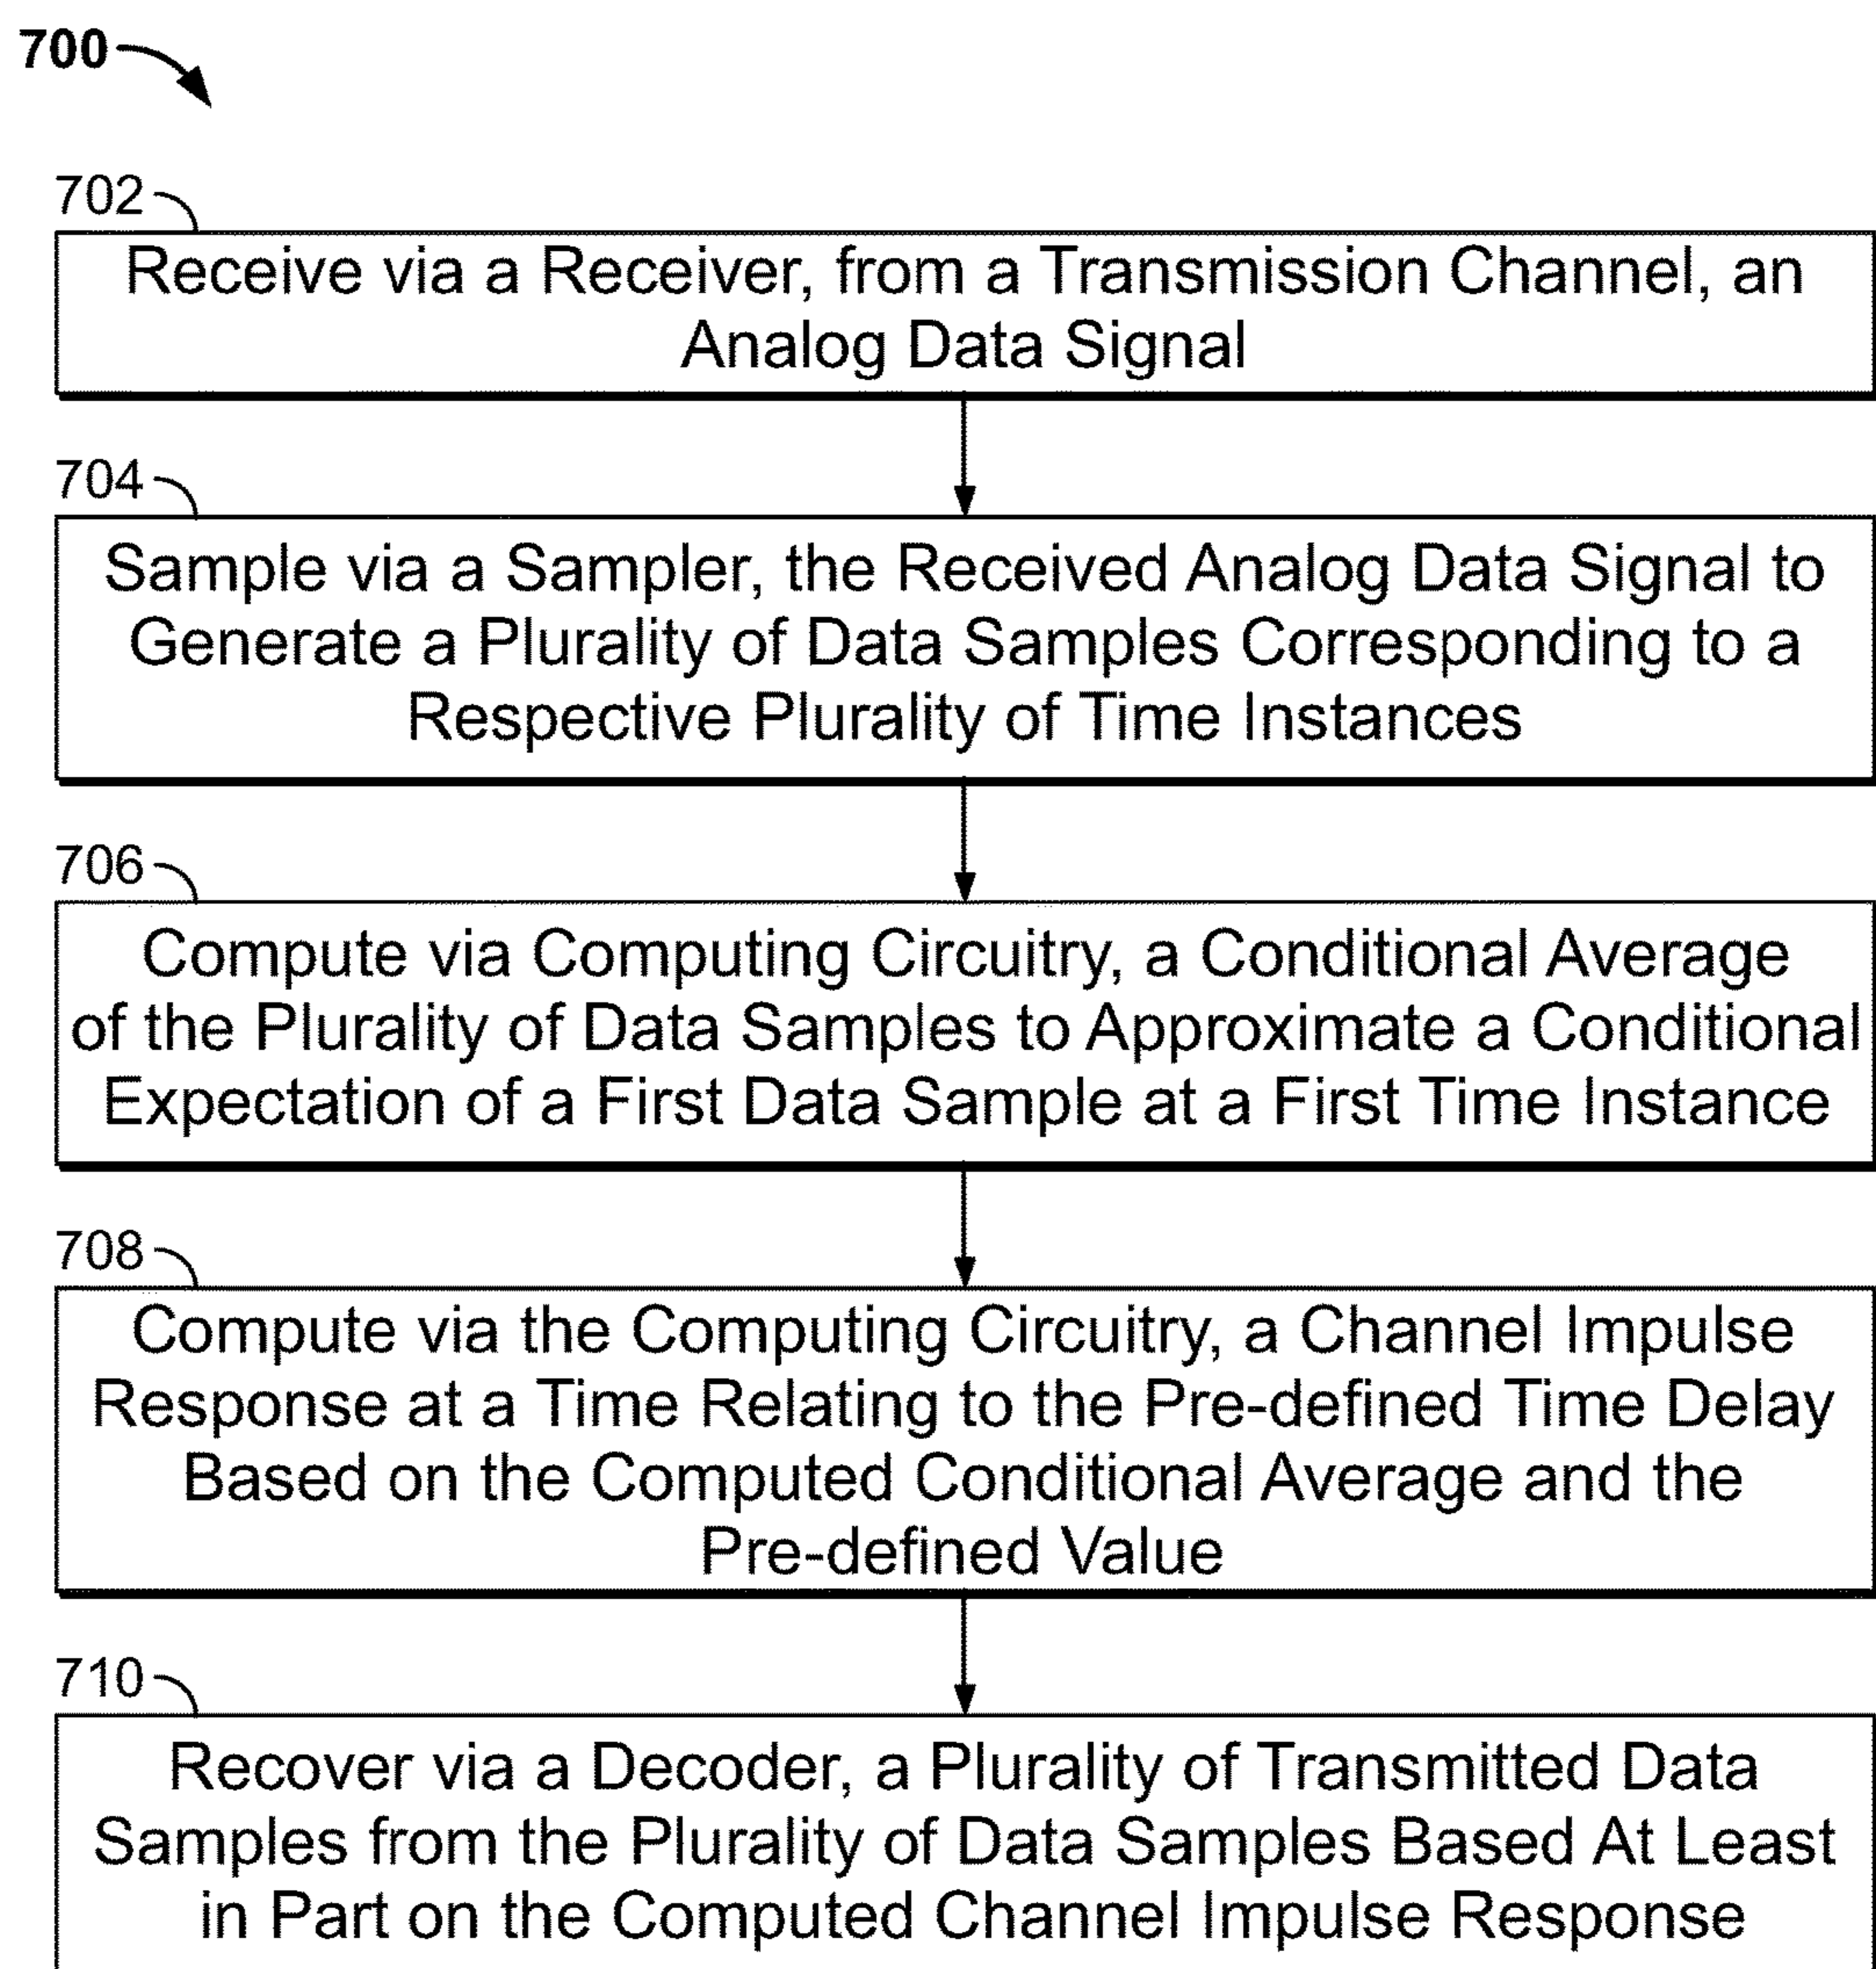 700
702
Receive via a Receiver, from a Transmission Channel, an
Analog Data Signal
704
Sample via a Sampler, the Received Analog Data Signal to
Generate a Plurality of Data Samples Corresponding to a
Respective Plurality of Time Instances
706
Compute via Computing Circuitry, a Conditional Average
of the Plurality of Data Samples to Approximate a Conditional
Expectation of a First Data Sample at a First Time Instance
708
Compute via the Computing Circuitry, a Channel Impulse
Response at a Time Relating to the Pre-defined Time Delay
Based on the Computed Conditional Average and the
Pre-defined Value
710
Recover via a Decoder, a Plurality of Transmitted Data
Samples from the Plurality of Data Samples Based At Least
in Part on the Computed Channel Impulse Response